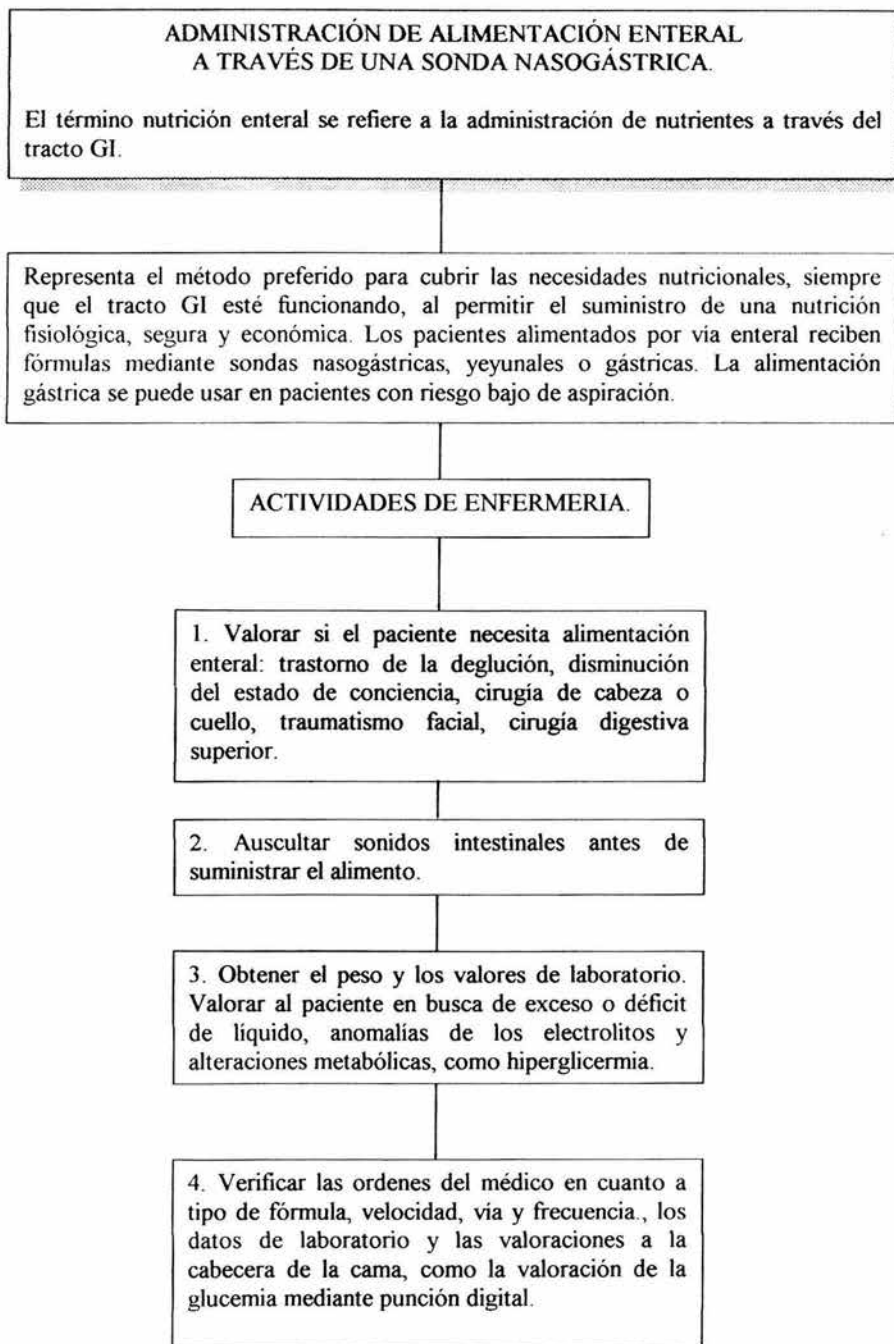 ADMINISTRACIÓN DE ALIMENTACIÓN ENTERAL
A TRAVÉS DE UNA SONDA NASOGÁSTRICA.
El término nutrición enteral se refiere a la administración de nutrientes a través del
tracto GI.
Representa el método preferido para cubrir las necesidades nutricionales, siempre
que el tracto GI esté funcionando, al permitir el suministro de una nutrición
fisiológica, segura y económica. Los pacientes alimentados por vía enteral reciben
fórmulas mediante sondas nasogástricas, yeyunales o gástricas. La alimentación
gástrica se puede usar en pacientes con riesgo bajo de aspiración.
ACTIVIDADES DE ENFERMERIA.
1. Valorar si el paciente necesita alimentación
enteral: trastorno de la deglución, disminución
del estado de conciencia, cirugía de cabeza o
cuello, traumatismo facial, cirugía digestiva
superior.
2. Auscultar sonidos intestinales antes de
suministrar el alimento.
3. Obtener el peso y los valores de laboratorio.
Valorar al paciente en busca de exceso o déficit
de líquido, anomalías de los electrolitos y
alteraciones metabólicas, como hiperglicermia.
4. Verificar las ordenes del médico en cuanto a
tipo de fórmula, velocidad, vía y frecuencia., los
datos de laboratorio y las valoraciones a la
cabecera de la cama, como la valoración de la
glucemia mediante punción digital.